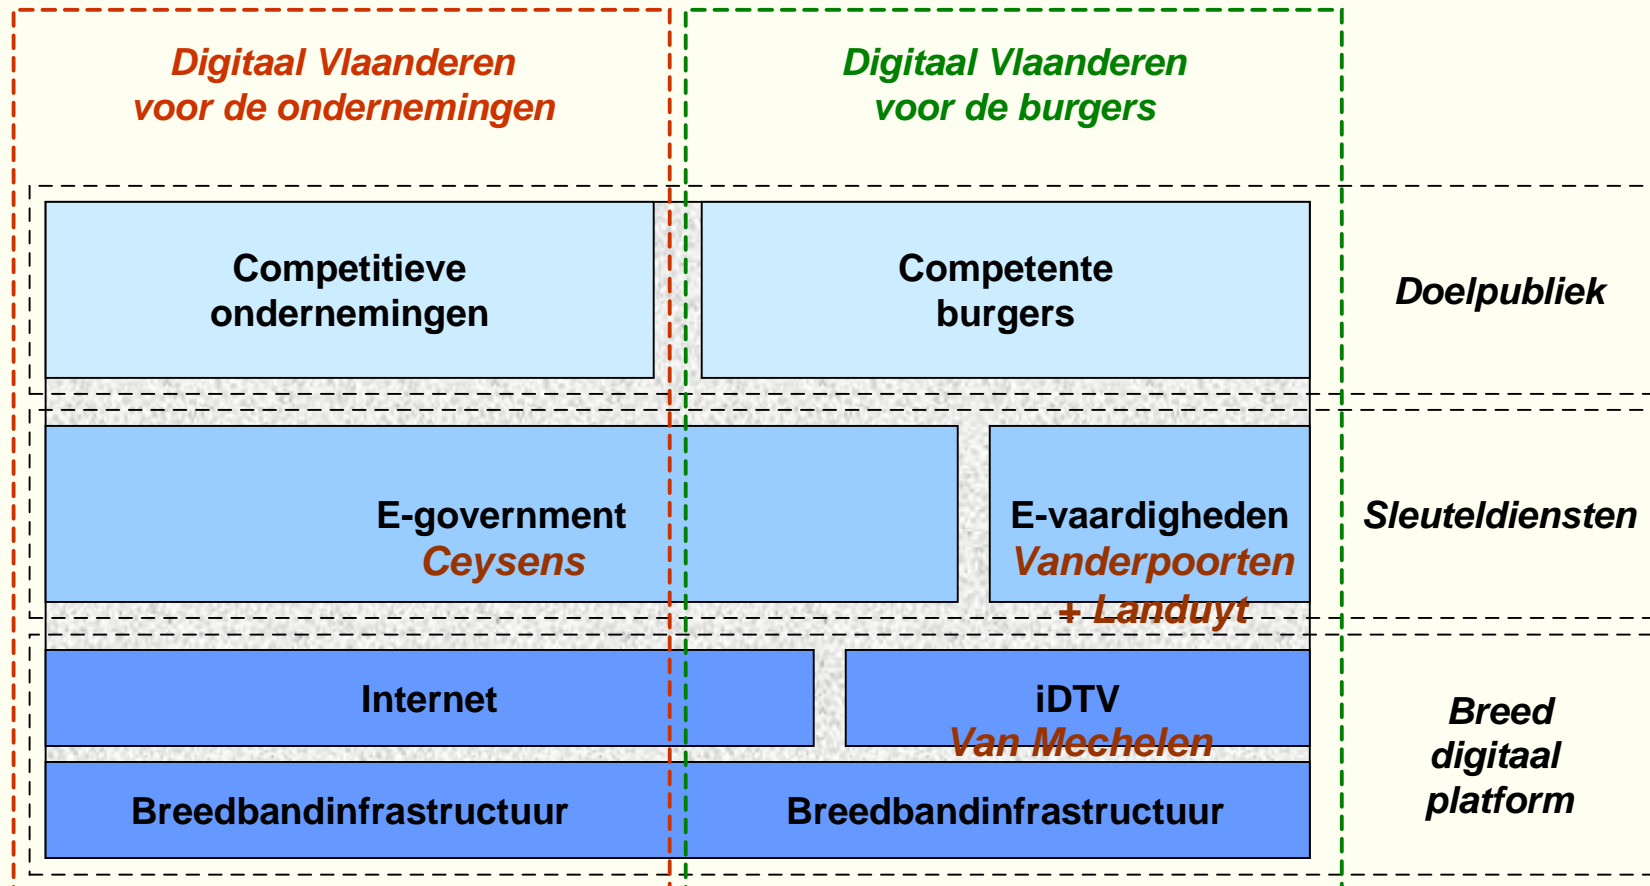 Digitaal Vlaanderen
voor de ondernemingen
Digitaal Vlaanderen
voor de burgers
Competitieve
ondernemingen
Competente
burgers
Doelpubliek
E-government
Ceysens
E-vaardigheden
Vanderpoorten
+ Landuyt
Sleuteldiensten
Internet
iDTV
Van Mechelen
Breedbandinfrastructuur
Breedbandinfrastructuur
Breed
digitaal
platform